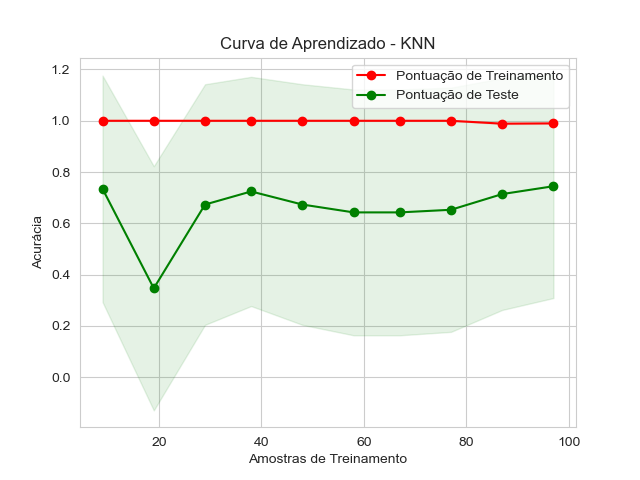 Curva de Aprendizado - KNN
Pontuação de Treinamento
Pontuação de Teste
Acurácia
1.2
1.0
0.8
0.6
0.4
0.2
0.0
20
40
60
80
100
Amostras de Treinamento